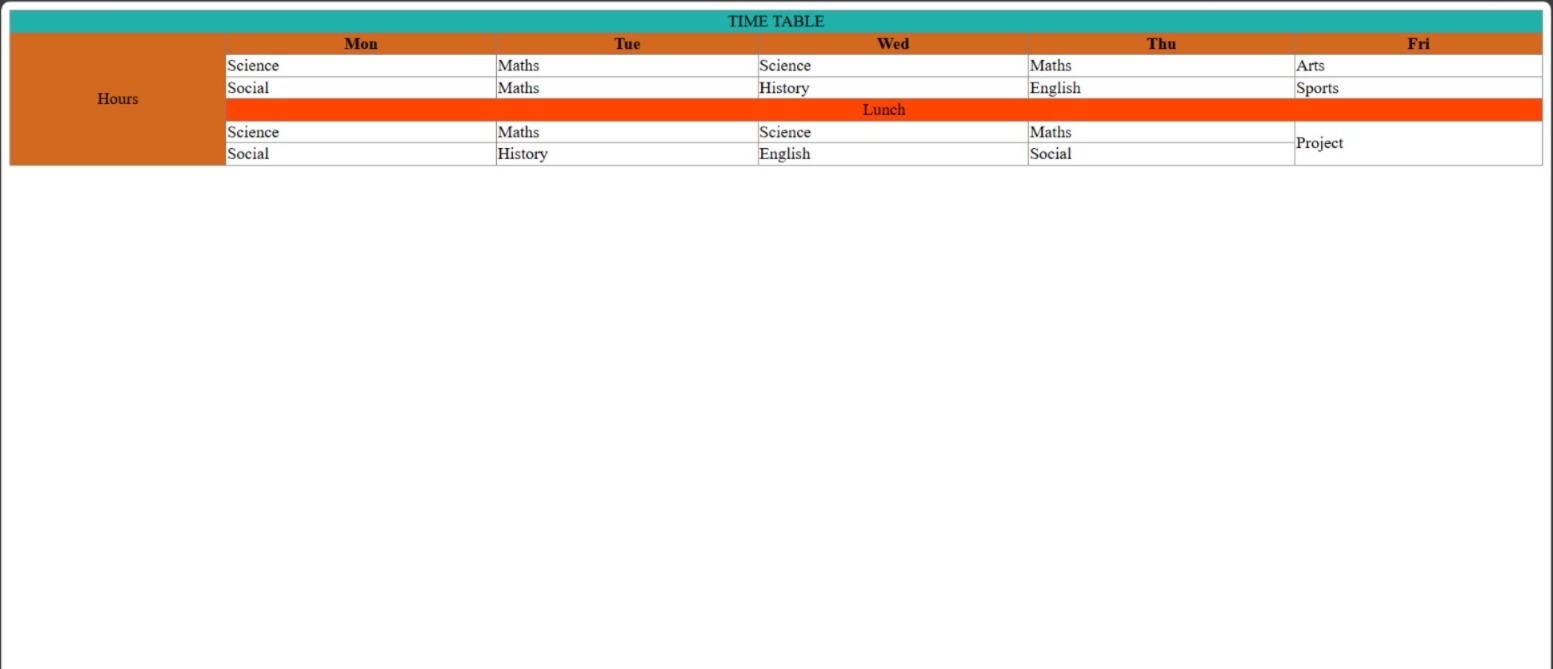 TIME TABLE
Mon Tue Wed Thu Fri
Science Maths Science Maths Arts
Social Maths History English Sports
Hours
Lunch
Science Maths Science Maths
Project
Social History English Social